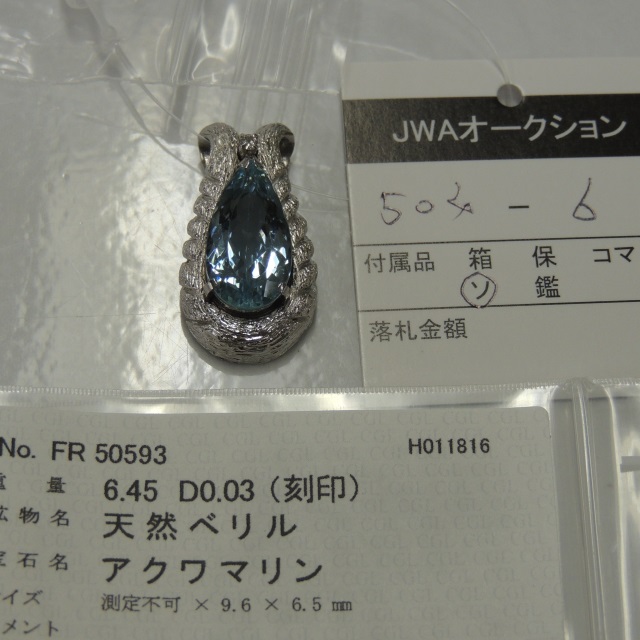 JWAオークション
504 - 6
付属品 箱 保 コマ
ソ 鑑
落札金額
No. FR 50593 H011816
重 量 6.45 D0.03 (刻印)
鉱物名 天然ベリル
宝石名 アクワマリン
イズ 測定不可 × 9.6 × 6.5 mm
メント